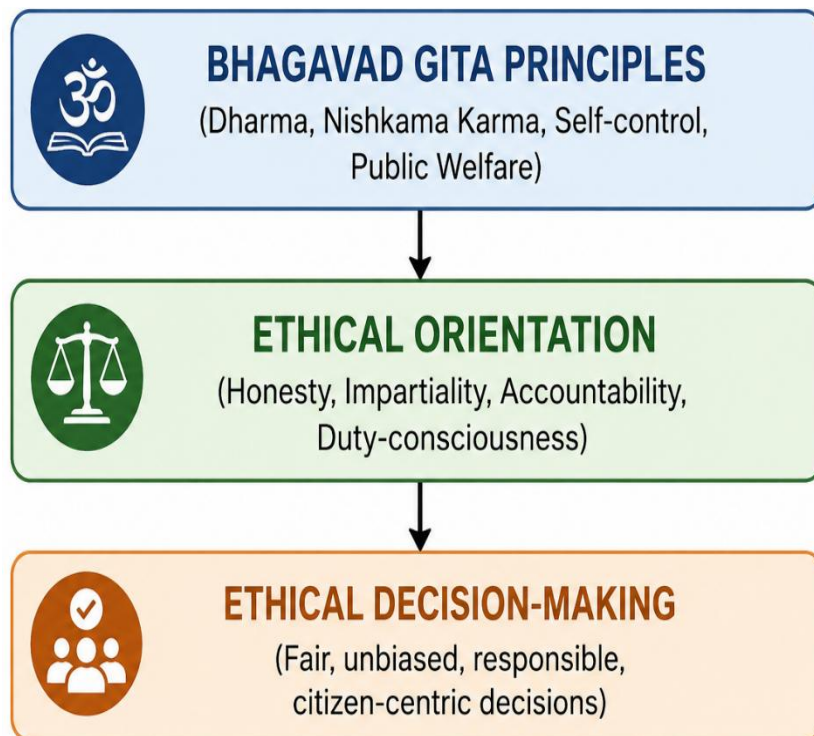 ॐ
BHAGAVAD GITA PRINCIPLES
(Dharma, Nishkama Karma, Self-control,
Public Welfare)
ETHICAL ORIENTATION
(Honesty, Impartiality, Accountability,
Duty-consciousness)
ETHICAL DECISION-MAKING
(Fair, unbiased, responsible,
citizen-centric decisions)